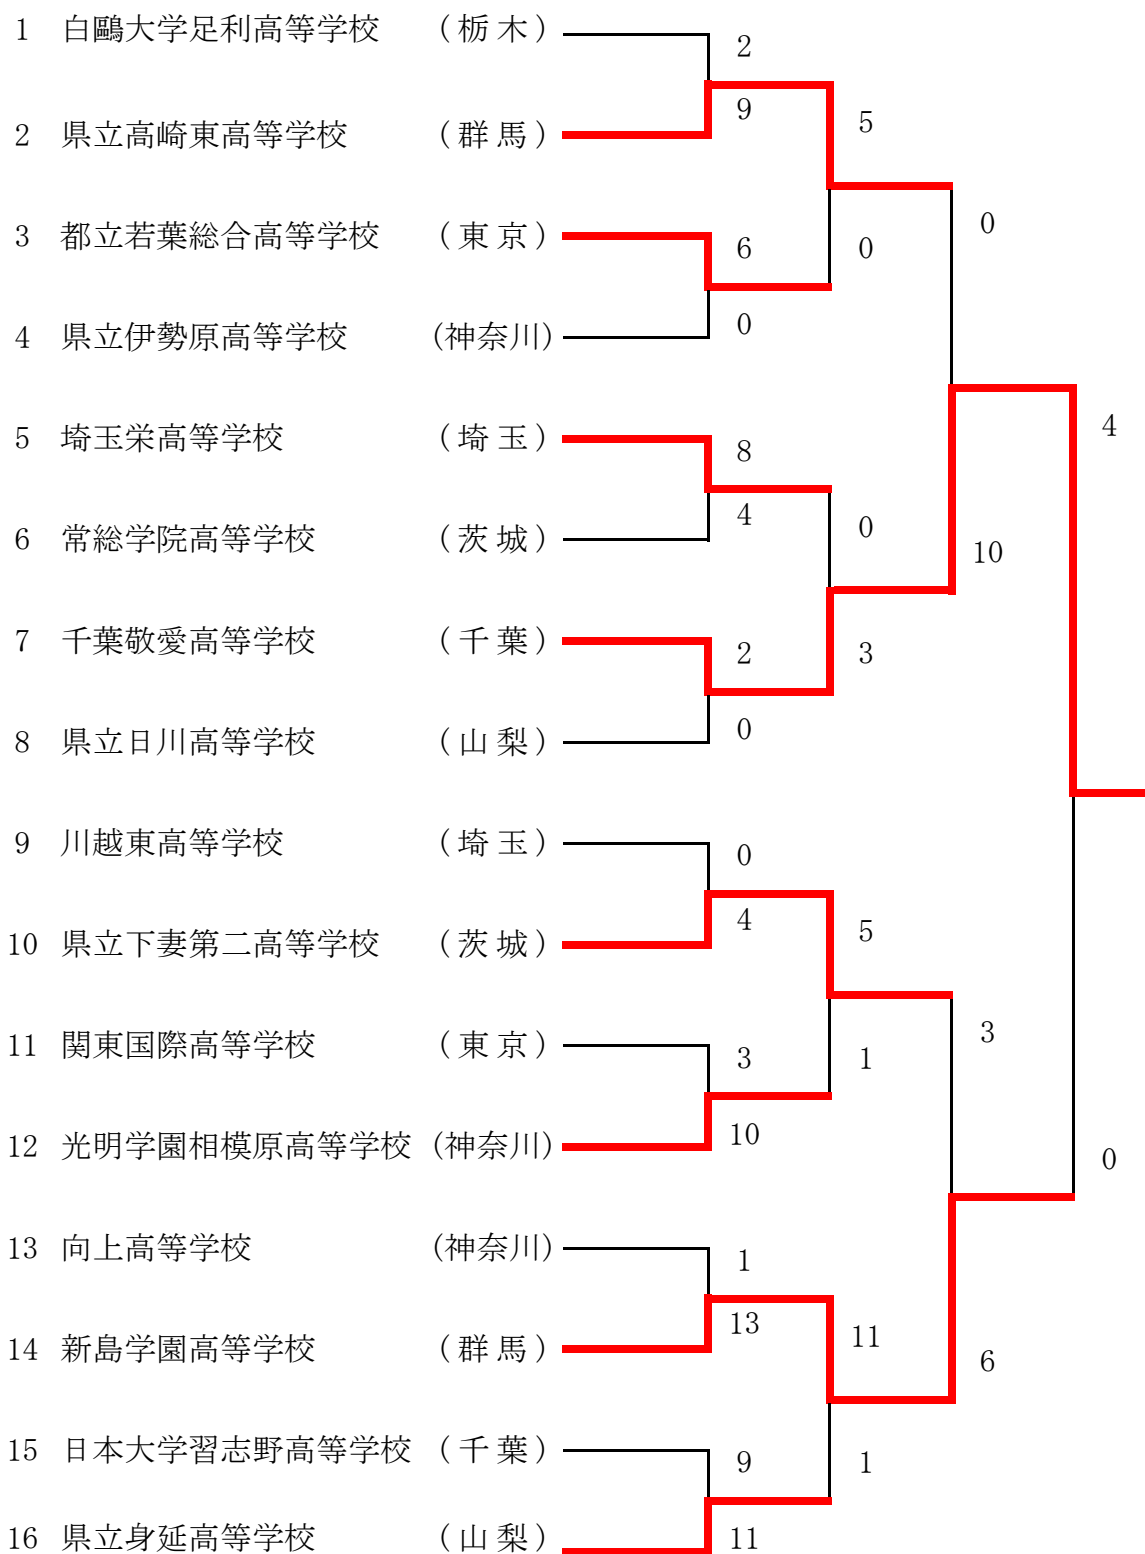 1 白鷗大学足利高等学校 (栃木)
2
9
2 県立高崎東高等学校 (群馬)
5
3 都立若葉総合高等学校 (東京)
6
0
0
4 県立伊勢原高等学校 (神奈川)
0
5 埼玉栄高等学校 (埼玉)
8
4
4
6 常総学院高等学校 (茨城)
0
10
7 千葉敬愛高等学校 (千葉)
2
3
8 県立日川高等学校 (山梨)
0
9 川越東高等学校 (埼玉)
0
4
10 県立下妻第二高等学校 (茨城)
5
11 関東国際高等学校 (東京)
3
1
3
12 光明学園相模原高等学校 (神奈川)
10
0
13 向上高等学校 (神奈川)
1
13
14 新島学園高等学校 (群馬)
11
6
15 日本大学習志野高等学校 (千葉)
9
1
16 県立身延高等学校 (山梨)
11